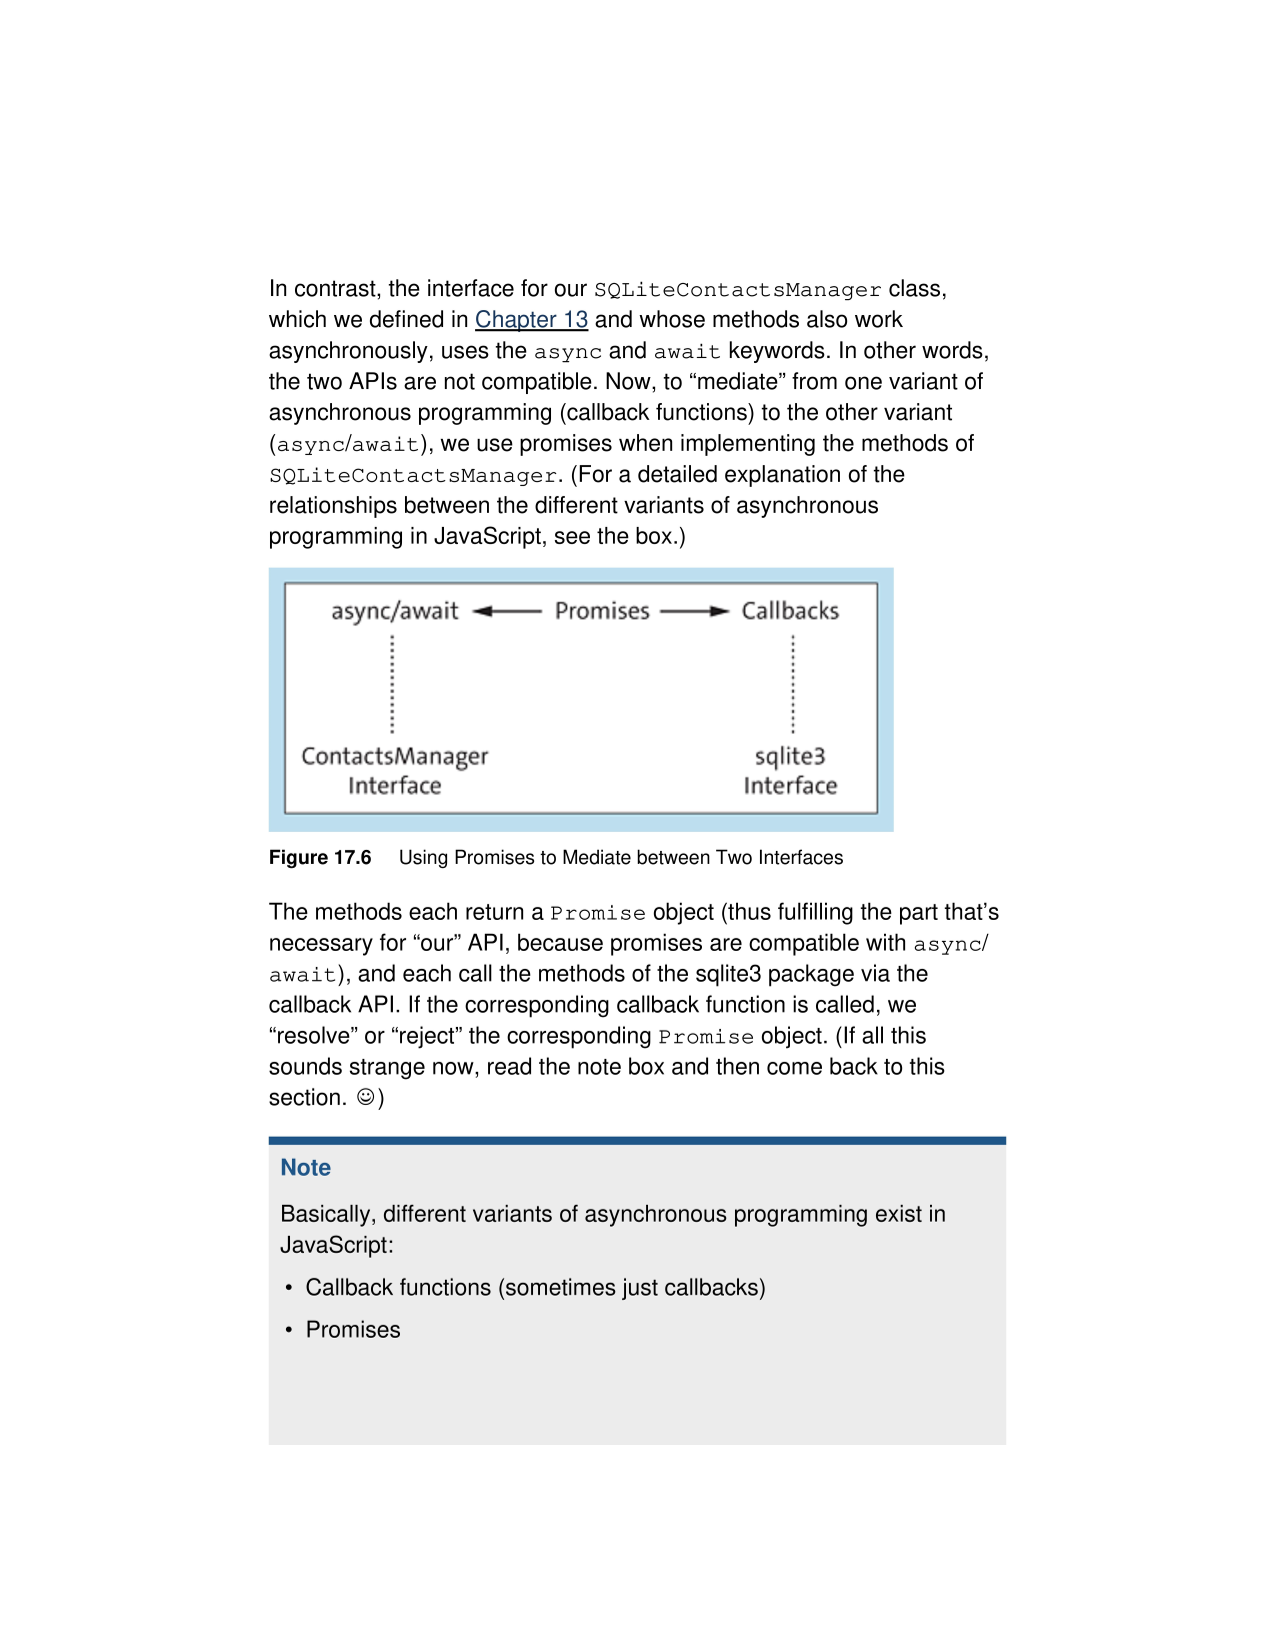 In contrast, the interface for our SQLiteContactsManager class,
which we defined in Chapter 13 and whose methods also work
asynchronously, uses the async and await keywords. In other words,
the two APIs are not compatible. Now, to “mediate” from one variant of
asynchronous programming (callback functions) to the other variant
(async/await), we use promises when implementing the methods of
SQLiteContactsManager. (For a detailed explanation of the
relationships between the different variants of asynchronous
programming in JavaScript, see the box.)
async/await Promises Callbacks
ContactsManager sqlite3
Interface Interface
Figure 17.6 Using Promises to Mediate between Two Interfaces
The methods each return a Promise object (thus fulfilling the part that’s
necessary for “our” API, because promises are compatible with async/
await), and each call the methods of the sqlite3 package via the
callback API. If the corresponding callback function is called, we
“resolve” or “reject” the corresponding Promise object. (If all this
sounds strange now, read the note box and then come back to this
section. ☺)
Note
Basically, different variants of asynchronous programming exist in
JavaScript:
• Callback functions (sometimes just callbacks)
• Promises